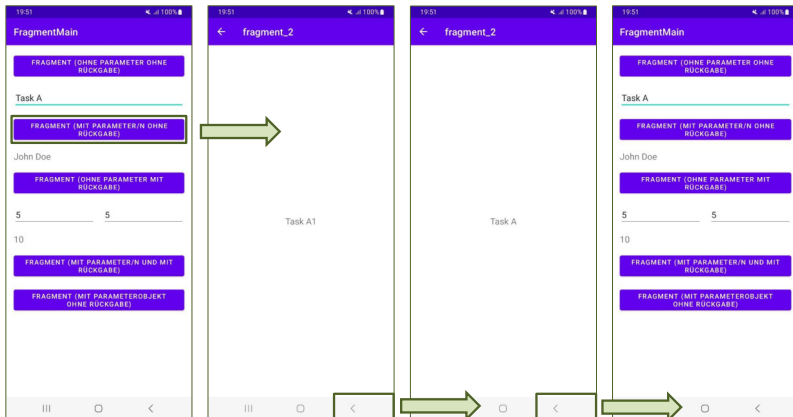 19:51
100%
FragmentMain
FRAGMENT (OHNE PARAMETER OHNE
RÜCKGABE)
Task A
FRAGMENT (MIT PARAMETER/N OHNE
RÜCKGABE)
John Doe
FRAGMENT (OHNE PARAMETER MIT
RÜCKGABE)
5 5
10
FRAGMENT (MIT PARAMETER/N UND MIT
RÜCKGABE)
FRAGMENT (MIT PARAMETEROBJEKT
OHNE RÜCKGABE)
19:51
100%
fragment_2
Task A1
19:51
100%
fragment_2
Task A
19:51
100%
FragmentMain
FRAGMENT (OHNE PARAMETER OHNE
RÜCKGABE)
Task A
FRAGMENT (MIT PARAMETER/N OHNE
RÜCKGABE)
John Doe
FRAGMENT (OHNE PARAMETER MIT
RÜCKGABE)
5 5
10
FRAGMENT (MIT PARAMETER/N UND MIT
RÜCKGABE)
FRAGMENT (MIT PARAMETEROBJEKT
OHNE RÜCKGABE)